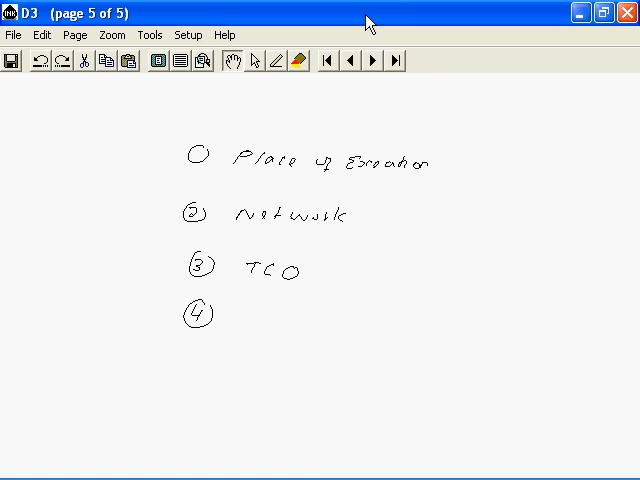 D3 (page 5 of 5)
File Edit Page Zoom Tools Setup Help
Place of Execution
② Network
③ TCO
④